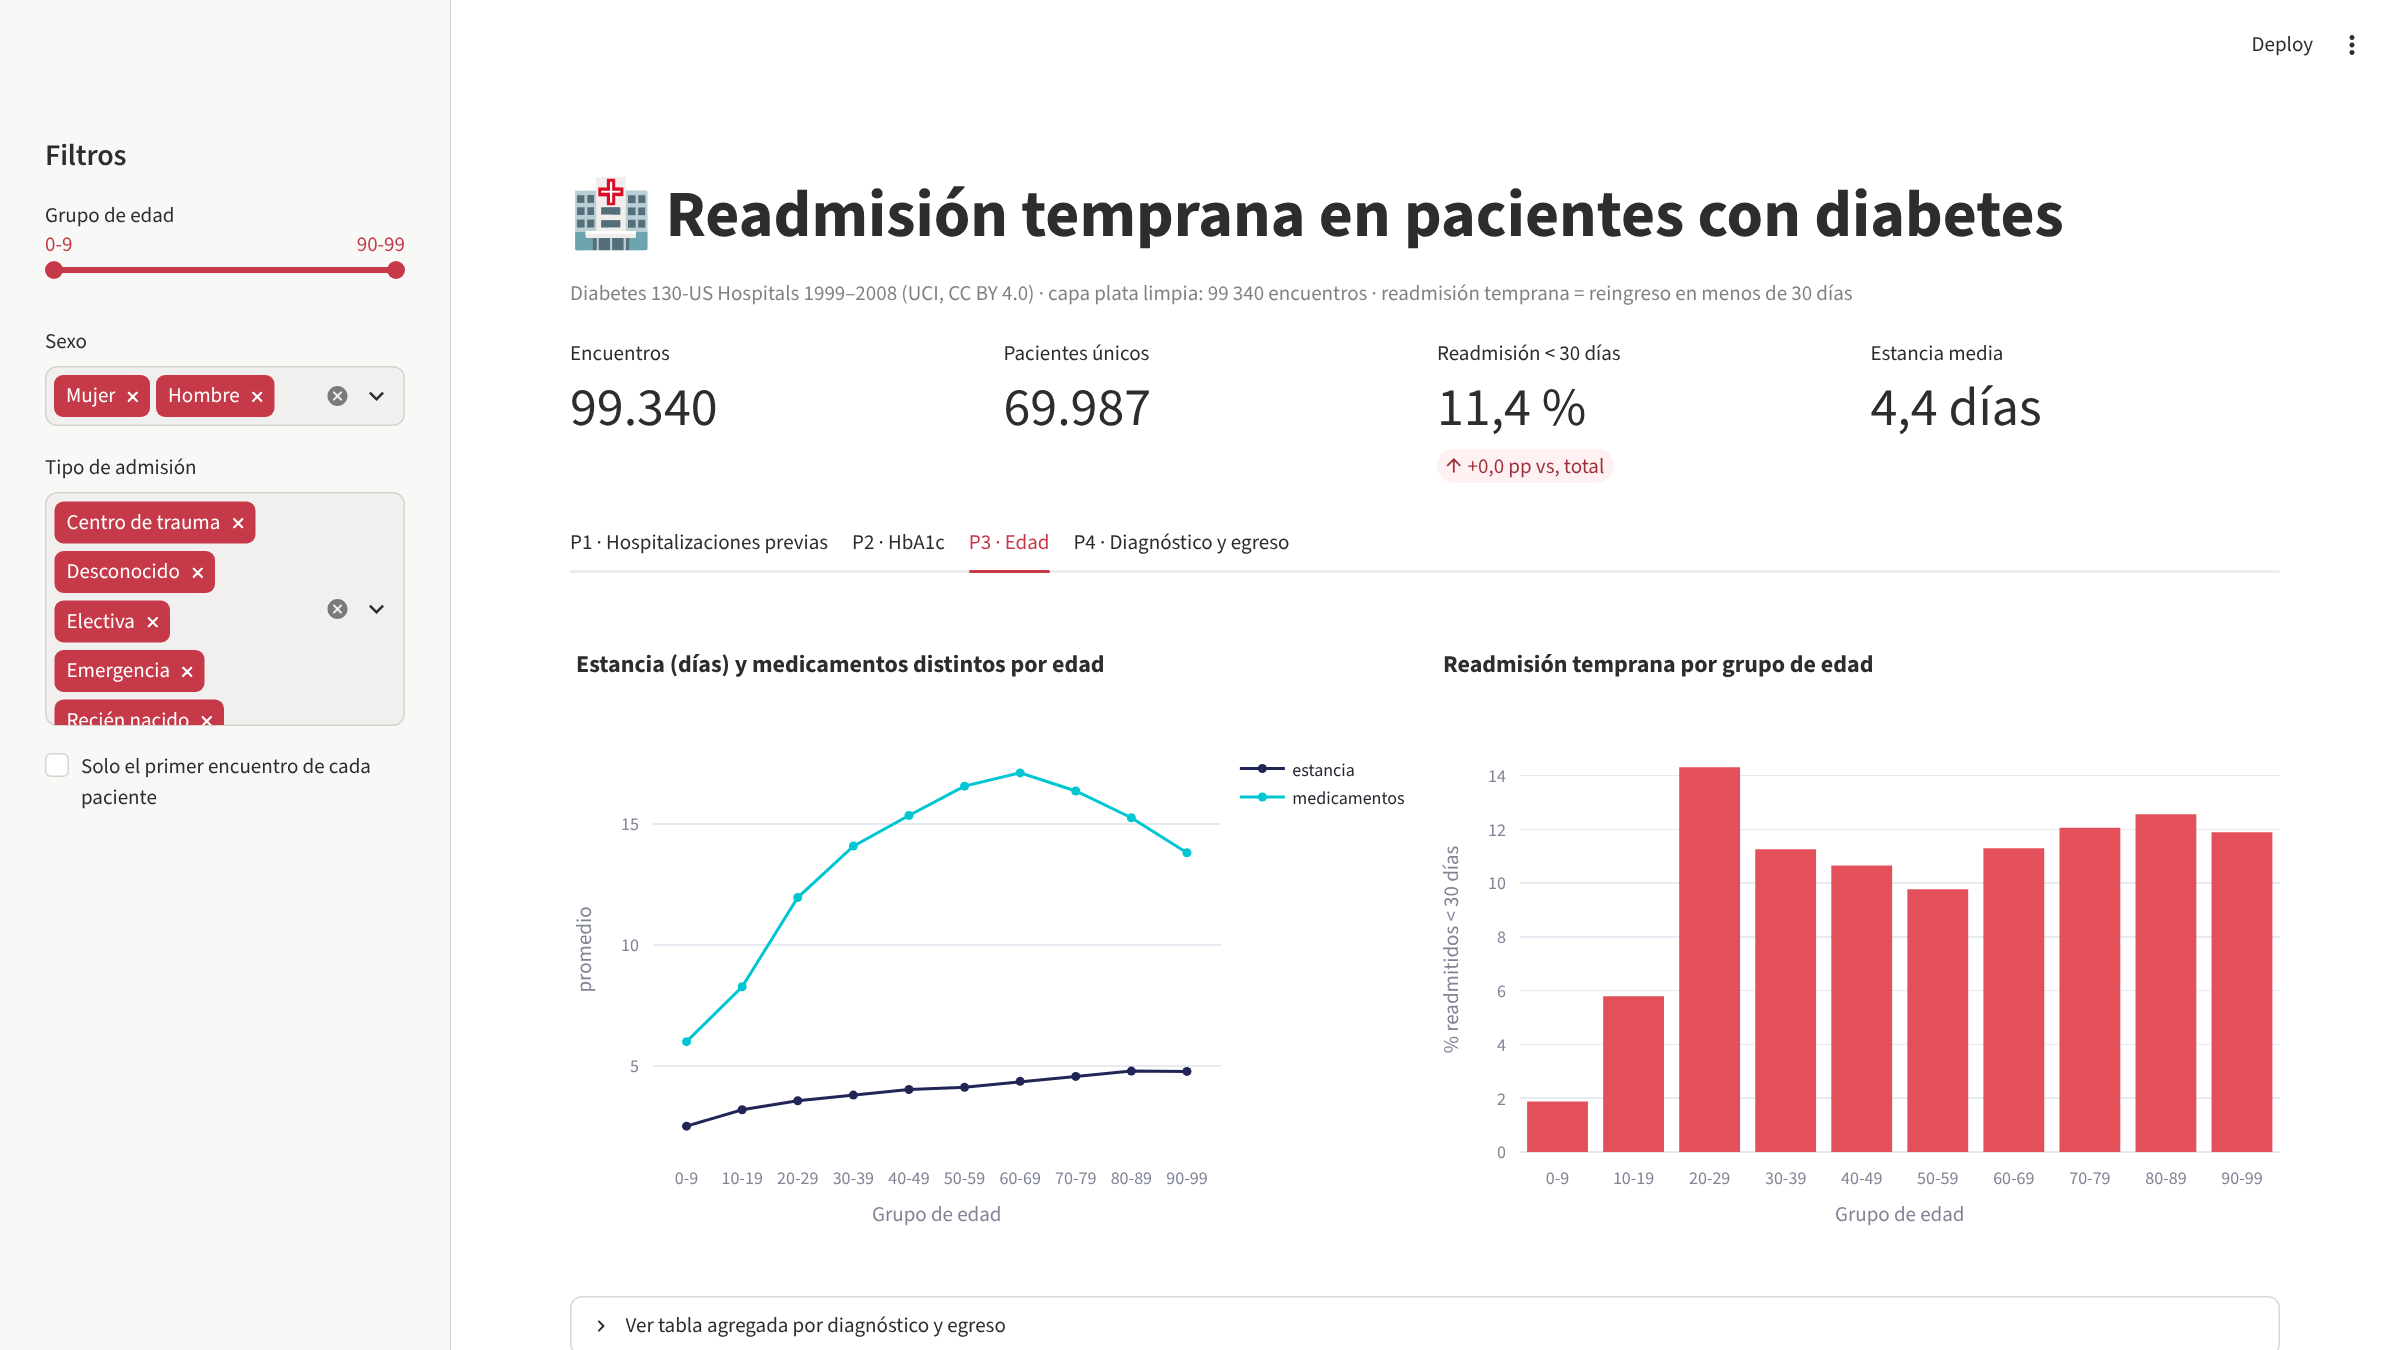 Deploy
Filtros
Grupo de edad
0-9 90-99
Sexo
Mujer Hombre
Tipo de admisión
Centro de trauma
Desconocido
Electiva
Emergencia
Recién nacido
Solo el primer encuentro de cada
paciente
Readmisión temprana en pacientes con diabetes
Diabetes 130-US Hospitals 1999–2008 (UCI, CC BY 4.0) · capa plata limpia: 99 340 encuentros · readmisión temprana = reingreso en menos de 30 días
Encuentros
99.340
Pacientes únicos
69.987
Readmisión < 30 días
11,4 %
+0,0 pp vs, total
Estancia media
4,4 días
P1 · Hospitalizaciones previas P2 · HbA1c P3 · Edad P4 · Diagnóstico y egreso
Estancia (días) y medicamentos distintos por edad
estancia
medicamentos
promedio
15
10
5
0-9 10-19 20-29 30-39 40-49 50-59 60-69 70-79 80-89 90-99
Grupo de edad
Readmisión temprana por grupo de edad
% readmitidos < 30 días
14
12
10
8
6
4
2
0
0-9 10-19 20-29 30-39 40-49 50-59 60-69 70-79 80-89 90-99
Grupo de edad
Ver tabla agregada por diagnóstico y egreso